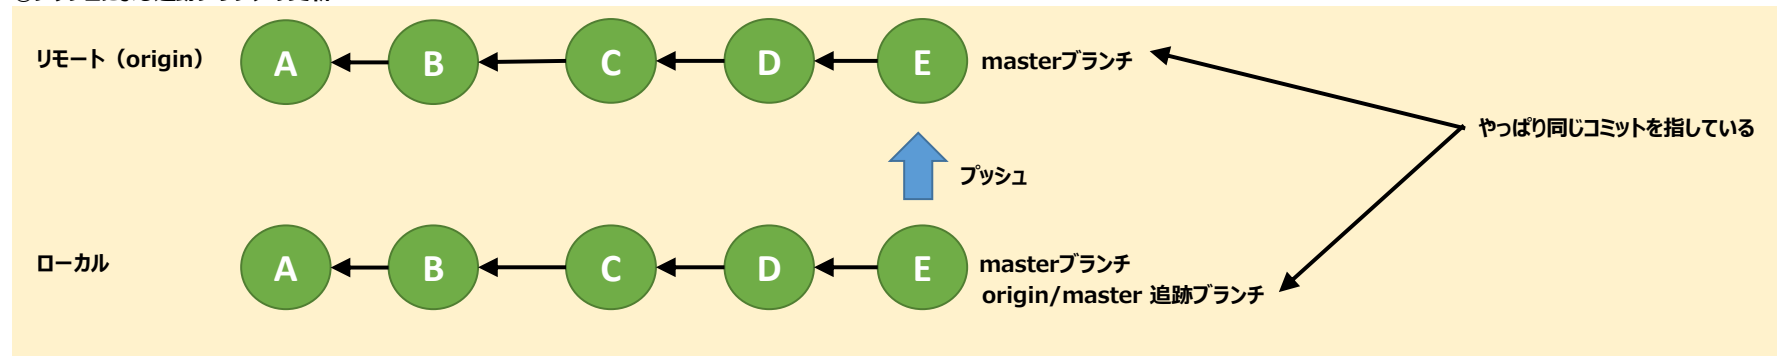 リモート（origin）
A B C D E
masterブランチ
やっぱり同じコミットを指している
プッシュ
ローカル
A B C D E
masterブランチ
origin/master 追跡ブランチ